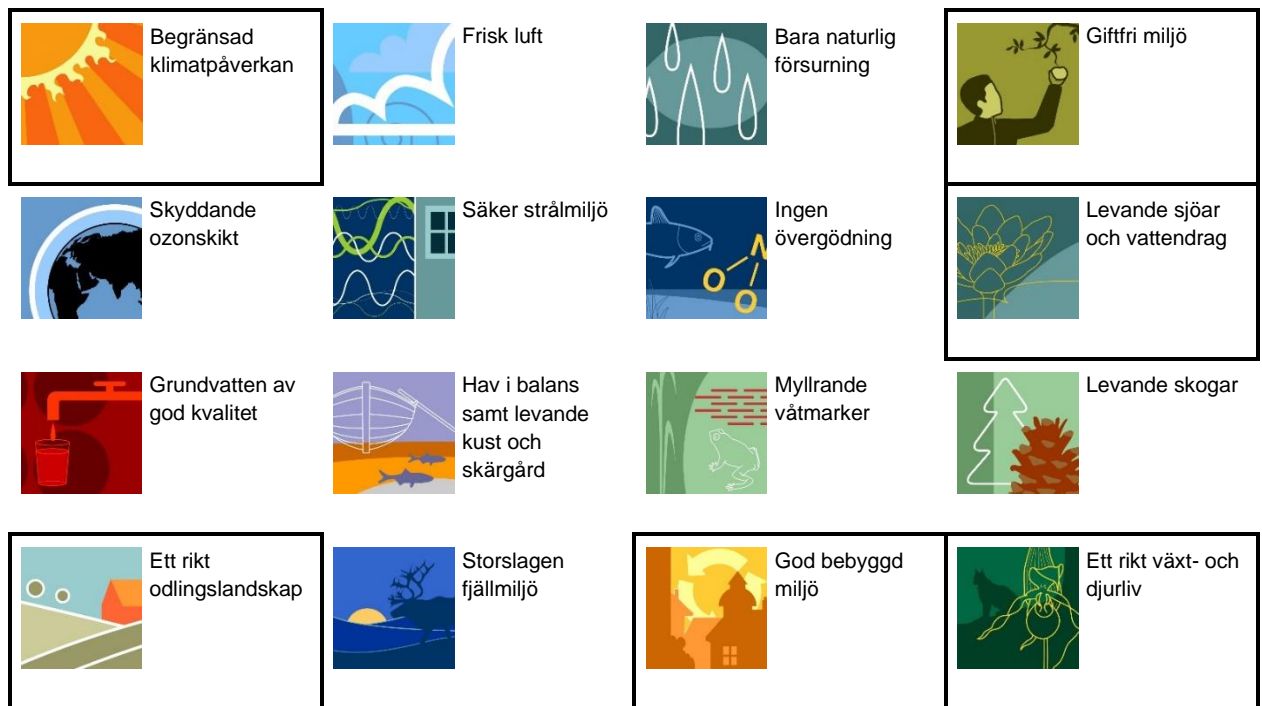 Begränsad
klimatpåverkan
Frisk luft
Bara naturlig
försurning
Giftfri miljö
Skyddande
ozonskikt
Säker strålmiljö
Ingen
övergödning
N
O
O
Levande sjöar
och vattendrag
Grundvatten av
god kvalitet
Hav i balans
samt levande
kust och
skärgård
Myllrande
våtmarker
Levande skogar
Ett rikt
odlingslandskap
Storslagen
fjällmiljö
God bebyggd
miljö
Ett rikt växt- och
djurliv